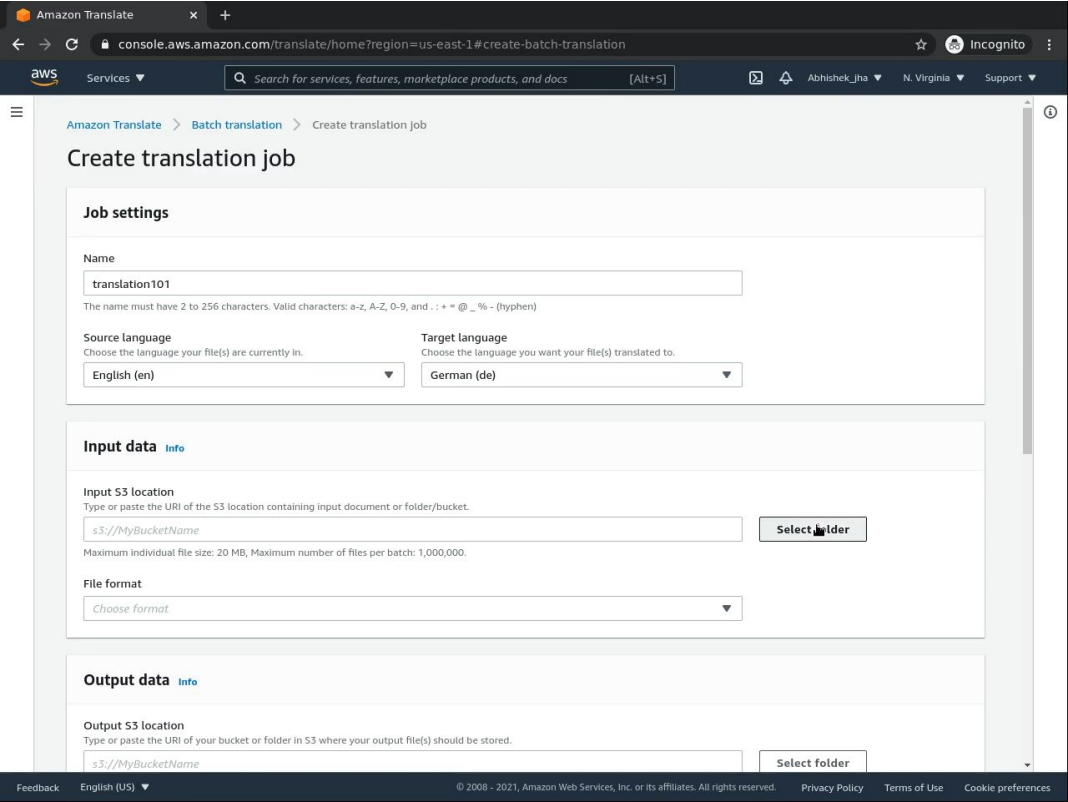 Amazon Translate
console.aws.amazon.com/translate/home?region=us-east-1#create-batch-translation
Incognito
aws
Services
Search for services, features, marketplace products, and docs
[Alt+S]
Abhishek_jha
N. Virginia
Support
Amazon Translate
Batch translation
Create translation job
Create translation job
Job settings
Name
translation101
The name must have 2 to 256 characters. Valid characters: a-z, A-Z, 0-9, and . : + = @ _ % - (hyphen)
Source language
Choose the language your file(s) are currently in.
English (en)
Target language
Choose the language you want your file(s) translated to.
German (de)
Input data Info
Input S3 location
Type or paste the URI of the S3 location containing input document or folder/bucket.
s3://MyBucketName
Select folder
Maximum individual file size: 20 MB, Maximum number of files per batch: 1,000,000.
File format
Choose format
Output data Info
Output S3 location
Type or paste the URI of your bucket or folder in S3 where your output file(s) should be stored.
s3://MyBucketName
Select folder
Feedback
English (US)
© 2008 - 2021, Amazon Web Services, Inc. or its affiliates. All rights reserved.
Privacy Policy
Terms of Use
Cookie preferences